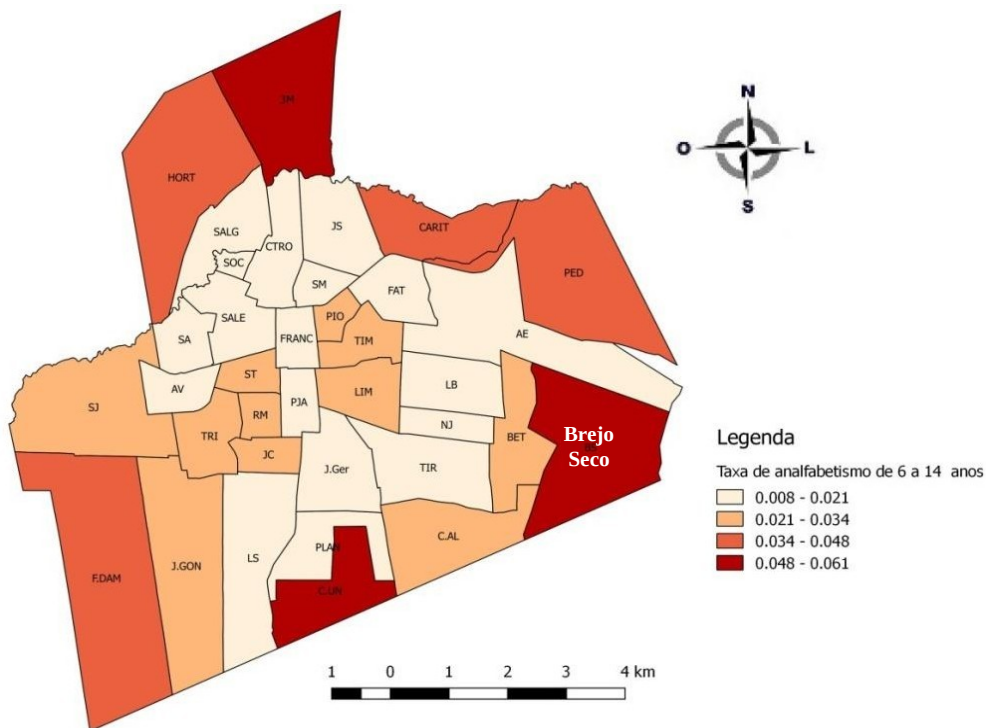 N
O
L
S
JM
HORT
SALG
CTRO
JS
CARIT
SOC
SM
FAT
PED
SA
SALE
FRANC
PIO
TIM
AE
AV
ST
PJA
LIM
LB
SJ
TRI
RM
NJ
BET
Brejo
Seco
JC
J.Ger
TIR
F.DAM
J.GON
LS
PLAN
C.AL
C.UN
Legenda
Taxa de analfabetismo de 6 a 14 anos
0.008 - 0.021
0.021 - 0.034
0.034 - 0.048
0.048 - 0.061
1 0 1 2 3 4 km